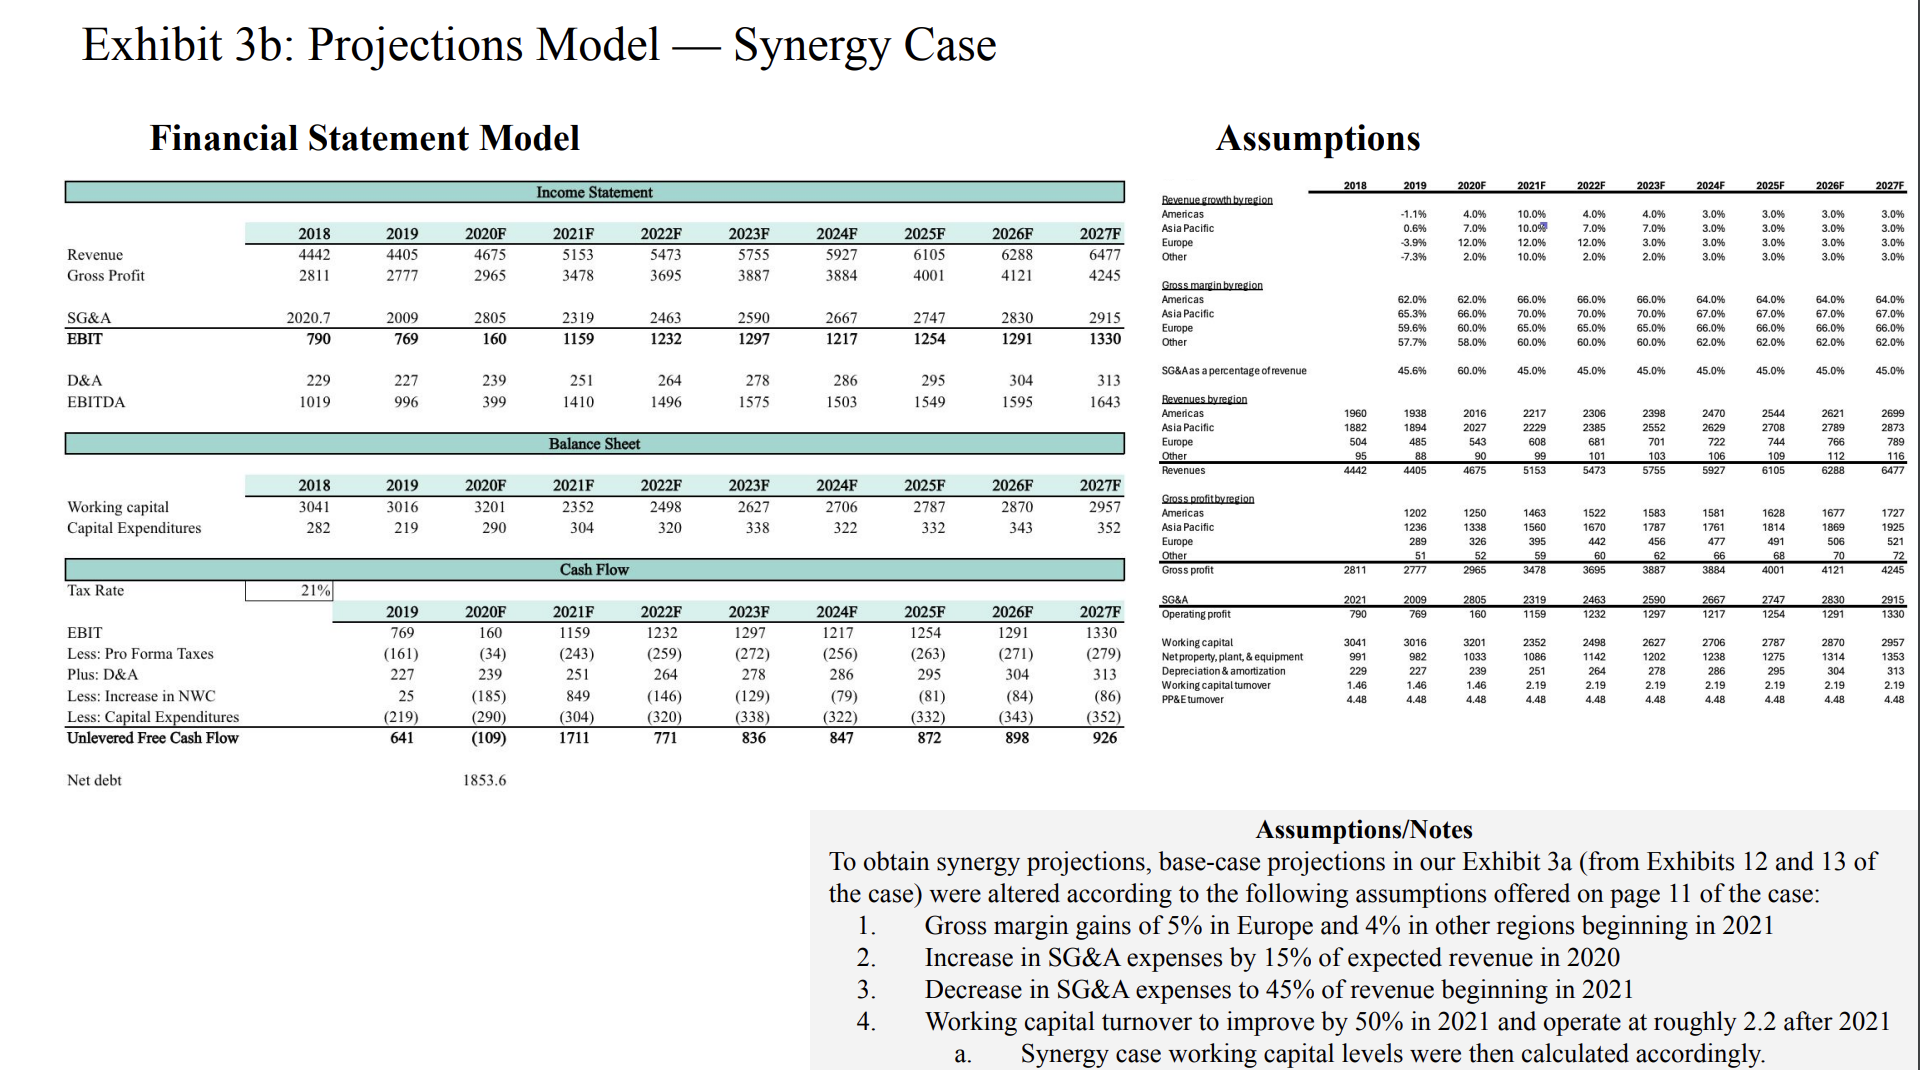 Exhibit 3b: Projections Model — Synergy Case
Financial Statement Model
Income Statement
2018 2019 2020F 2021F 2022F 2023F 2024F 2025F 2026F 2027F
Revenue 4442 4405 4675 5153 5473 5755 5927 6105 6288 6477
Gross Profit 2811 2777 2965 3478 3695 3887 3884 4001 4121 4245
SG&A 2020.7 2009 2805 2319 2463 2590 2667 2747 2830 2915
EBIT 790 769 160 1159 1232 1297 1217 1254 1291 1330
D&A 229 227 239 251 264 278 286 295 304 313
EBITDA 1019 996 399 1410 1496 1575 1503 1549 1595 1643
Balance Sheet
2018 2019 2020F 2021F 2022F 2023F 2024F 2025F 2026F 2027F
Working capital 3041 3016 3201 2352 2498 2627 2706 2787 2870 2957
Capital Expenditures 282 219 290 304 320 338 322 332 343 352
Cash Flow
Tax Rate 21%
2019 2020F 2021F 2022F 2023F 2024F 2025F 2026F 2027F
EBIT 769 160 1159 1232 1297 1217 1254 1291 1330
Less: Pro Forma Taxes (161) (34) (243) (259) (272) (256) (263) (271) (279)
Plus: D&A 227 239 251 264 278 286 295 304 313
Less: Increase in NWC 25 (185) 849 (146) (129) (79) (81) (84) (86)
Less: Capital Expenditures (219) (290) (304) (320) (338) (322) (332) (343) (352)
Unlevered Free Cash Flow 641 (109) 1711 771 836 847 872 898 926
Net debt 1853.6
Assumptions
2018 2019 2020F 2021F 2022F 2023F 2024F 2025F 2026F 2027F
Revenue growth by region
Americas -1.1% 4.0% 10.0% 4.0% 4.0% 3.0% 3.0% 3.0% 3.0%
Asia Pacific 0.6% 7.0% 10.0% 7.0% 7.0% 3.0% 3.0% 3.0% 3.0%
Europe -3.9% 12.0% 12.0% 12.0% 3.0% 3.0% 3.0% 3.0% 3.0%
Other -7.3% 2.0% 10.0% 2.0% 2.0% 3.0% 3.0% 3.0% 3.0%
Gross margin by region
Americas 62.0% 62.0% 66.0% 66.0% 66.0% 64.0% 64.0% 64.0% 64.0%
Asia Pacific 65.3% 66.0% 70.0% 70.0% 70.0% 67.0% 67.0% 67.0% 67.0%
Europe 59.6% 60.0% 65.0% 65.0% 65.0% 66.0% 66.0% 66.0% 66.0%
Other 57.7% 58.0% 60.0% 60.0% 60.0% 62.0% 62.0% 62.0% 62.0%
SG&A as a percentage of revenue 45.6% 60.0% 45.0% 45.0% 45.0% 45.0% 45.0% 45.0% 45.0%
Revenues by region
Americas 1960 1938 2016 2217 2306 2398 2470 2544 2621 2699
Asia Pacific 1882 1894 2027 2229 2385 2552 2629 2708 2789 2873
Europe 504 485 543 608 681 701 722 744 766 789
Other 95 88 90 99 101 103 106 109 112 116
Revenues 4442 4405 4675 5153 5473 5755 5927 6105 6288 6477
Gross profit by region
Americas 1202 1250 1463 1522 1583 1581 1628 1677 1727
Asia Pacific 1236 1338 1560 1670 1787 1761 1814 1869 1925
Europe 289 326 395 442 456 477 491 506 521
Other 51 52 59 60 62 66 68 70 72
Gross profit 2811 2777 2965 3478 3695 3887 3884 4001 4121 4245
SG&A 2021 2009 2805 2319 2463 2590 2667 2747 2830 2915
Operating profit 790 769 160 1159 1232 1297 1217 1254 1291 1330
Working capital 3041 3016 3201 2352 2498 2627 2706 2787 2870 2957
Net property, plant, & equipment 991 982 1033 1086 1142 1202 1238 1275 1314 1353
Depreciation & amortization 229 227 239 251 264 278 286 295 304 313
Working capital turnover 1.46 1.46 1.46 2.19 2.19 2.19 2.19 2.19 2.19 2.19
PP&E turnover 4.48 4.48 4.48 4.48 4.48 4.48 4.48 4.48 4.48 4.48
Assumptions/Notes
To obtain synergy projections, base-case projections in our Exhibit 3a (from Exhibits 12 and 13 of
the case) were altered according to the following assumptions offered on page 11 of the case:
1. Gross margin gains of 5% in Europe and 4% in other regions beginning in 2021
2. Increase in SG&A expenses by 15% of expected revenue in 2020
3. Decrease in SG&A expenses to 45% of revenue beginning in 2021
4. Working capital turnover to improve by 50% in 2021 and operate at roughly 2.2 after 2021
a. Synergy case working capital levels were then calculated accordingly.